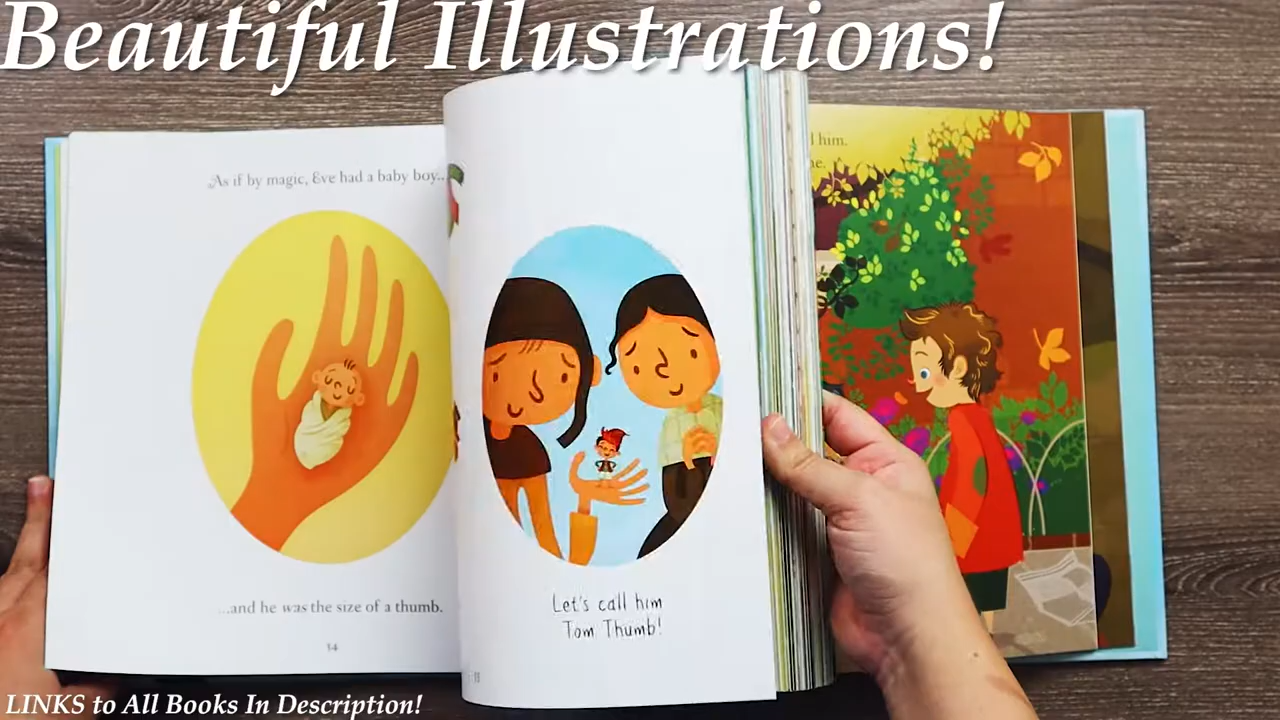 Beautiful Illustrations!
As if by magic, Eve had a baby boy...
him.
...and he was the size of a thumb.
Let's call him
Tom Thumb!
LINKS to All Books In Description!